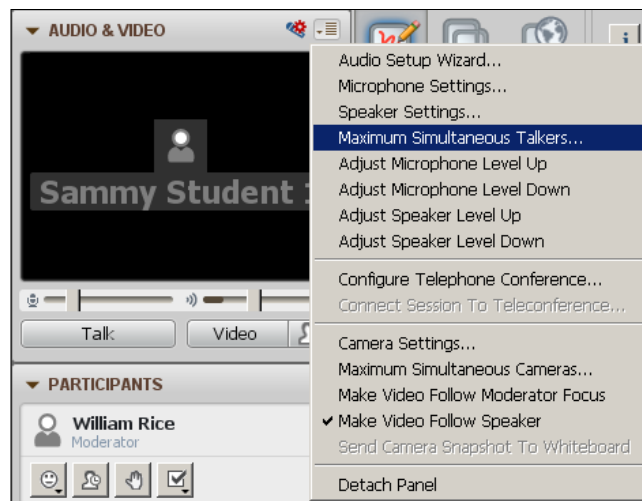 AUDIO & VIDEO
Sammy Student 1
Talk
Video
PARTICIPANTS
William Rice
Moderator
Audio Setup Wizard...
Microphone Settings...
Speaker Settings...
Maximum Simultaneous Talkers...
Adjust Microphone Level Up
Adjust Microphone Level Down
Adjust Speaker Level Up
Adjust Speaker Level Down
Configure Telephone Conference...
Connect Session To Teleconference...
Camera Settings...
Maximum Simultaneous Cameras...
Make Video Follow Moderator Focus
Make Video Follow Speaker
Send Camera Snapshot To Whiteboard
Detach Panel